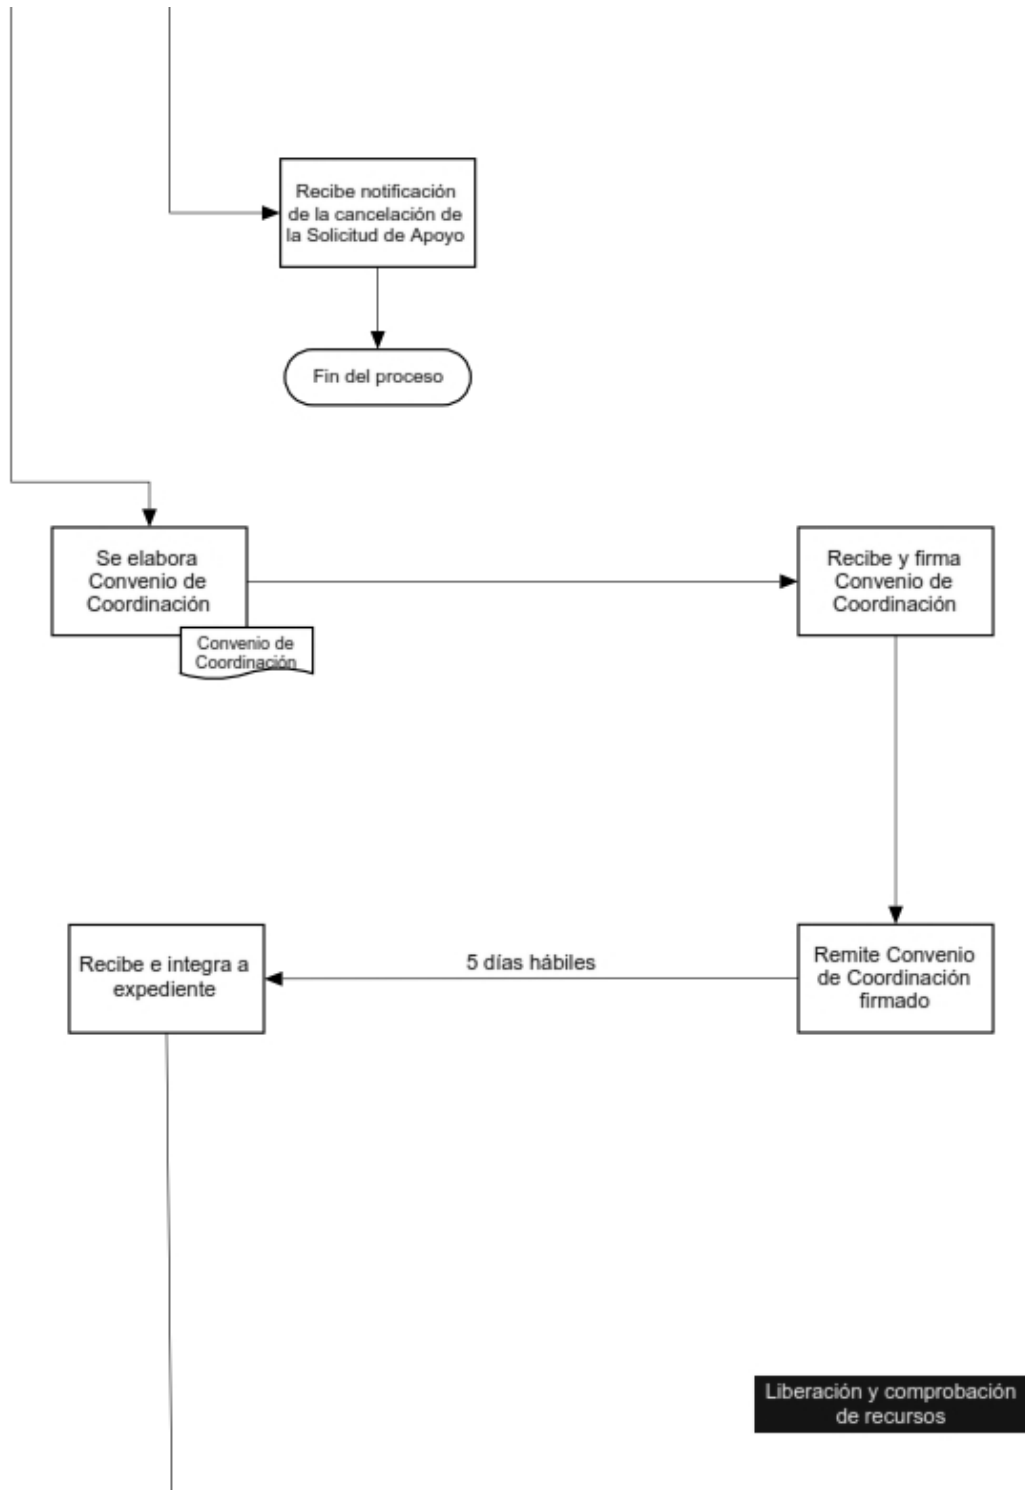 Recibe notificación
de la cancelación de
la Solicitud de Apoyo
Fin del proceso
Se elabora
Convenio de
Coordinación
Convenio de
Coordinación
Recibe y firma
Convenio de
Coordinación
Recibe e integra a
expediente
5 días hábiles
Remite Convenio
de Coordinación
firmado
Liberación y comprobación
de recursos